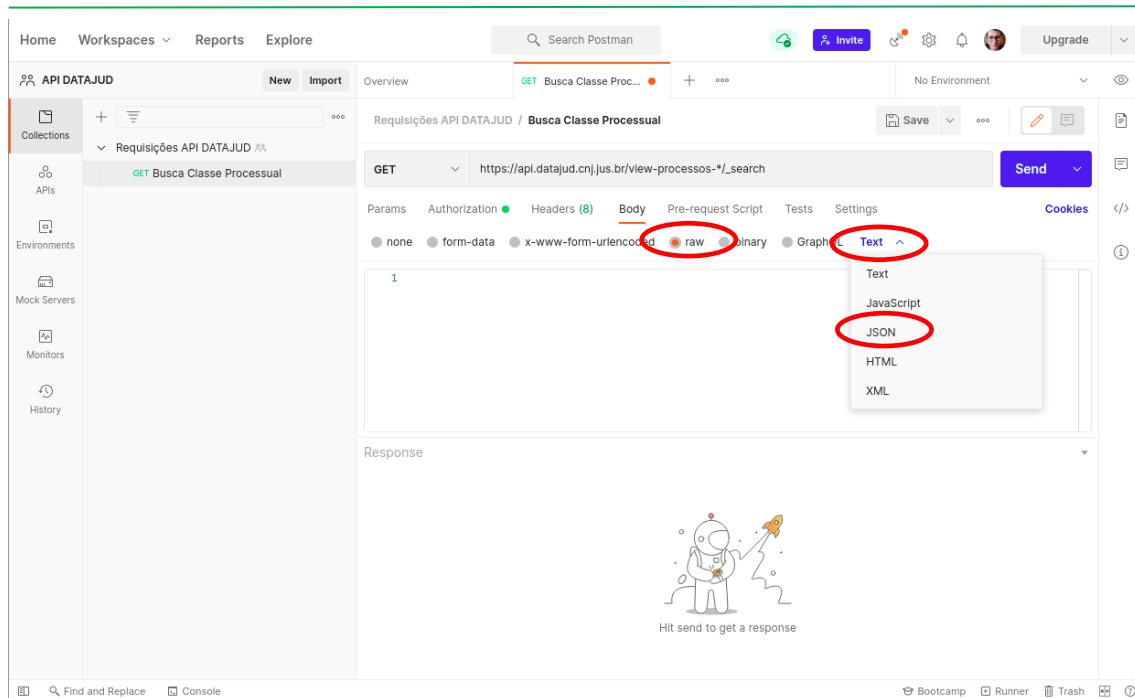 Home Workspaces Reports Explore Search Postman Invite Upgrade
API DATAJUD New Import Overview GET Busca Classe Proc... No Environment
Collections
APIs
Environments
Mock Servers
Monitors
History
Requisições API DATAJUD
GET Busca Classe Processual
Requisições API DATAJUD / Busca Classe Processual Save
GET https://api.datajud.cnj.jus.br/view-processos-*/_search Send
Params Authorization Headers (8) Body Pre-request Script Tests Settings Cookies
none form-data x-www-form-urlencoded raw binary GraphQL Text
1
Text
JavaScript
JSON
HTML
XML
Response
Hit send to get a response
Find and Replace Console Bootcamp Runner Trash